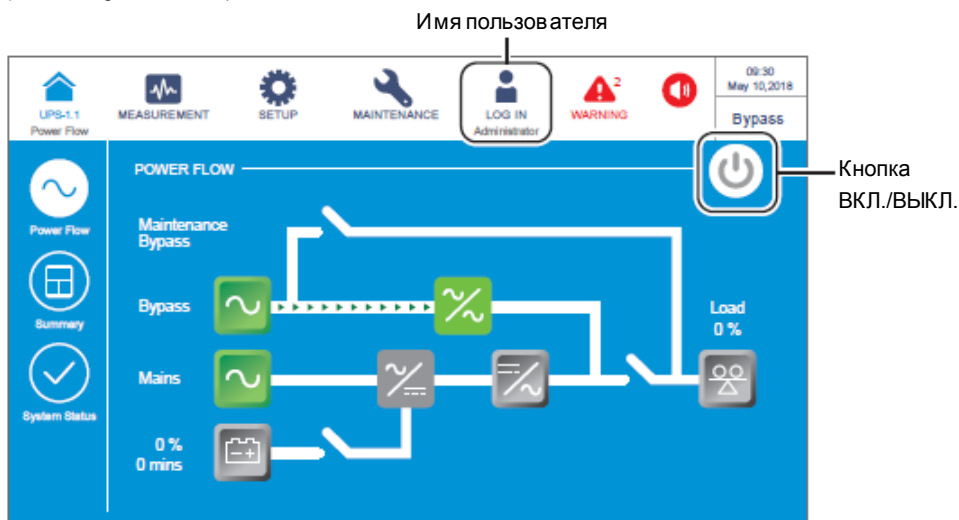 Имя пользователя
09:30
May 10,2018
UPS-1.1
Power Flow
MEASUREMENT
SETUP
MAINTENANCE
LOG IN
Administrator
2
WARNING
Bypass
POWER FLOW
Кнопка
ВКЛ./ВЫКЛ.
Power Flow
Maintenance
Bypass
Summary
Bypass
Load
0 %
Mains
System Status
0 %
0 mins